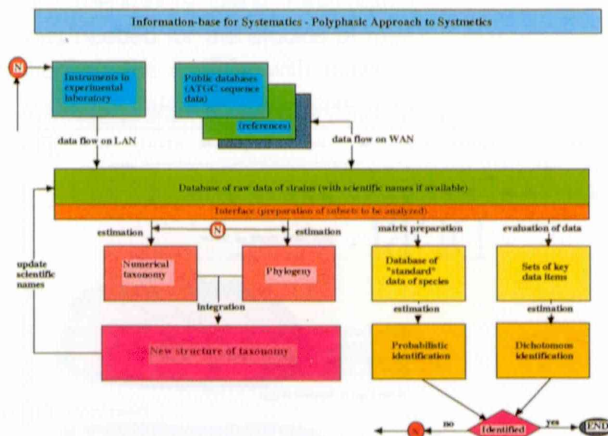 Information-base for Systematics - Polyphasic Approach to Systmetics
N
Instruments in
experimental
laboratory
Public databases
(ATGC sequence
data)
(references)
data flow on LAN
data flow on WAN
Database of raw data of strains (with scientific names if available)
Interface (preparation of subsets to be analyzed)
estimation
N
estimation
matrix preparation
evaluation of data
update
scientific
names
Numerical
taxonomy
Phylogeny
Database of
"standard"
data of species
Sets of key
data items
integration
estimation
estimation
New structure of taxonomy
Probabilistic
identification
Dichotomous
identification
Identified
no
yes
N
END